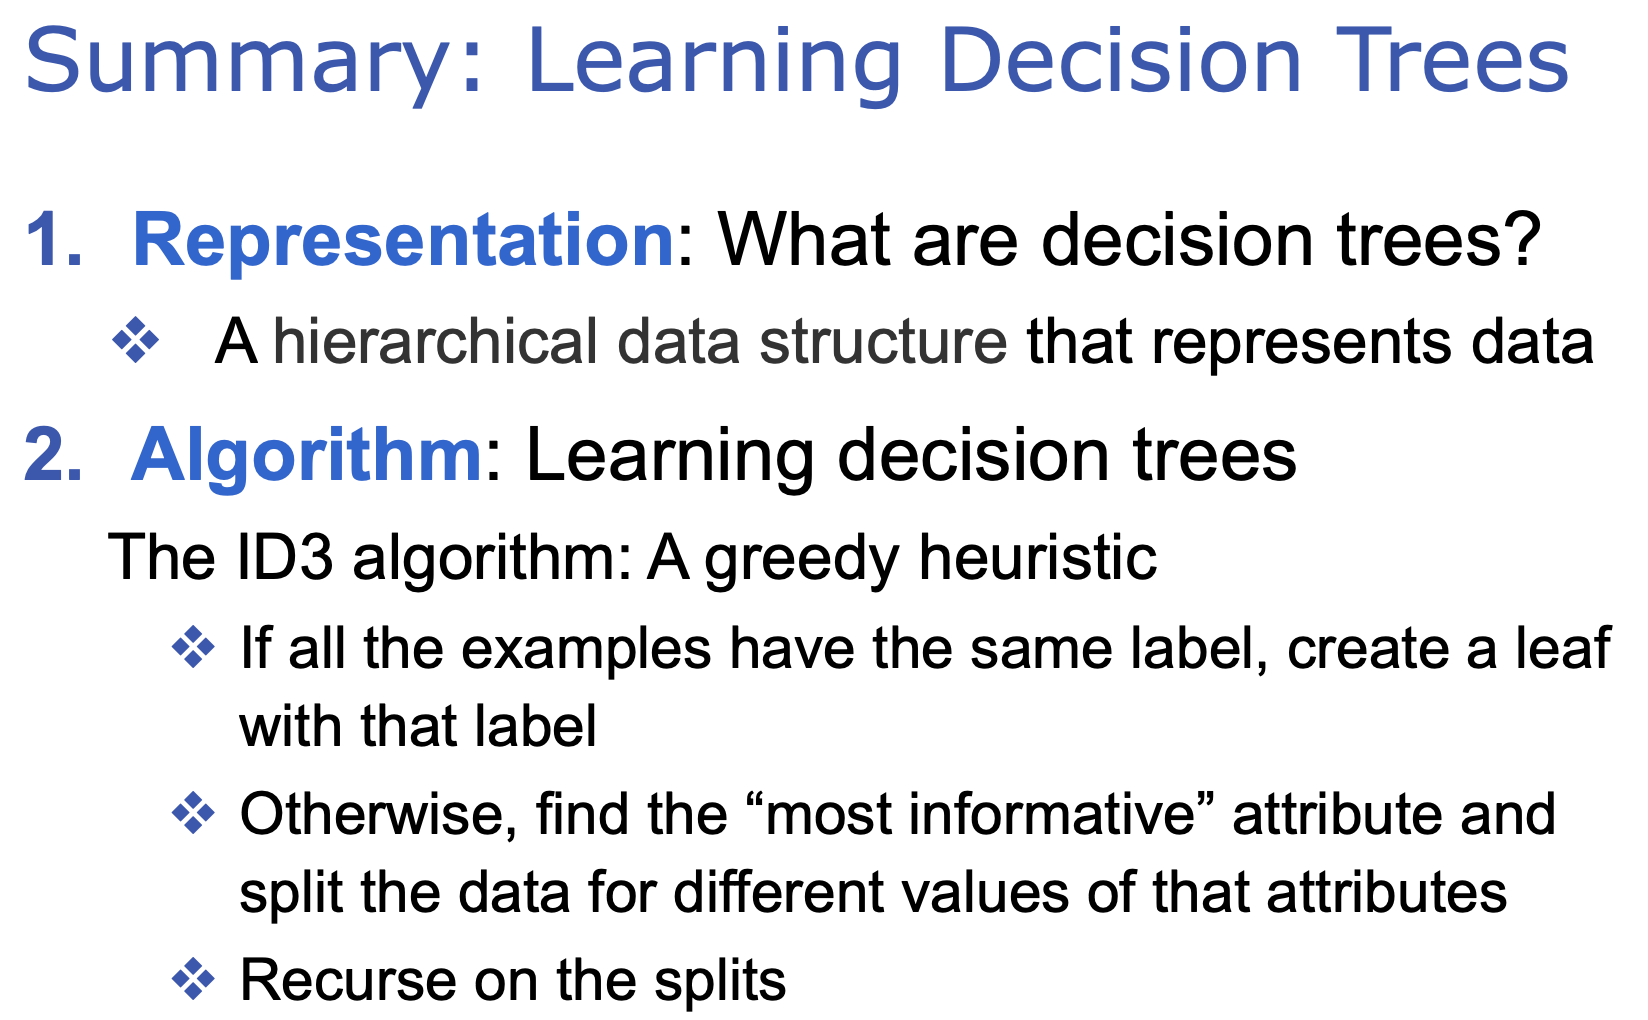 Summary: Learning Decision Trees
1. Representation: What are decision trees?
❖ A hierarchical data structure that represents data
2. Algorithm: Learning decision trees
The ID3 algorithm: A greedy heuristic
❖ If all the examples have the same label, create a leaf
with that label
❖ Otherwise, find the “most informative” attribute and
split the data for different values of that attributes
❖ Recurse on the splits